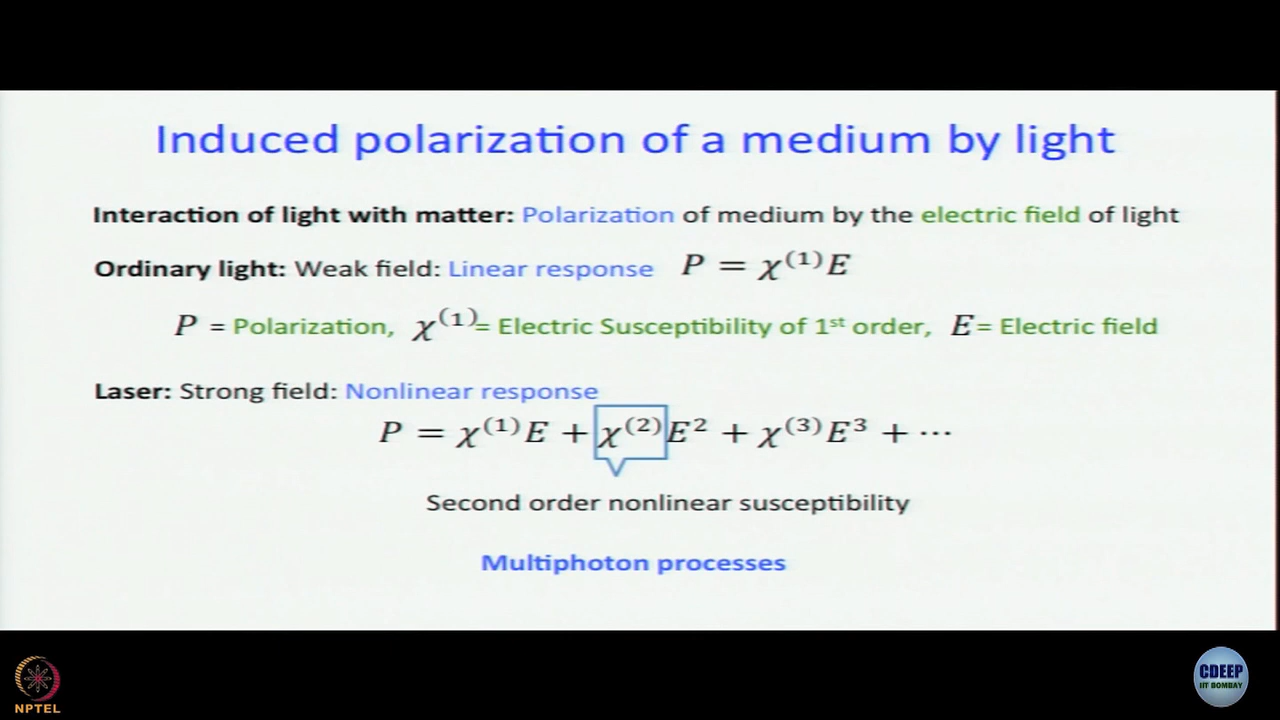 Induced polarization of a medium by light
Interaction of light with matter: Polarization of medium by the electric field of light
Ordinary light: Weak field: Linear response P = χ⁽¹⁾E
P = Polarization, χ⁽¹⁾= Electric Susceptibility of 1st order, E= Electric field
Laser: Strong field: Nonlinear response
P = χ⁽¹⁾E + χ⁽²⁾E² + χ⁽³⁾E³ + ⋯
Second order nonlinear susceptibility
Multiphoton processes
NPTEL
CDEEP
IIT BOMBAY